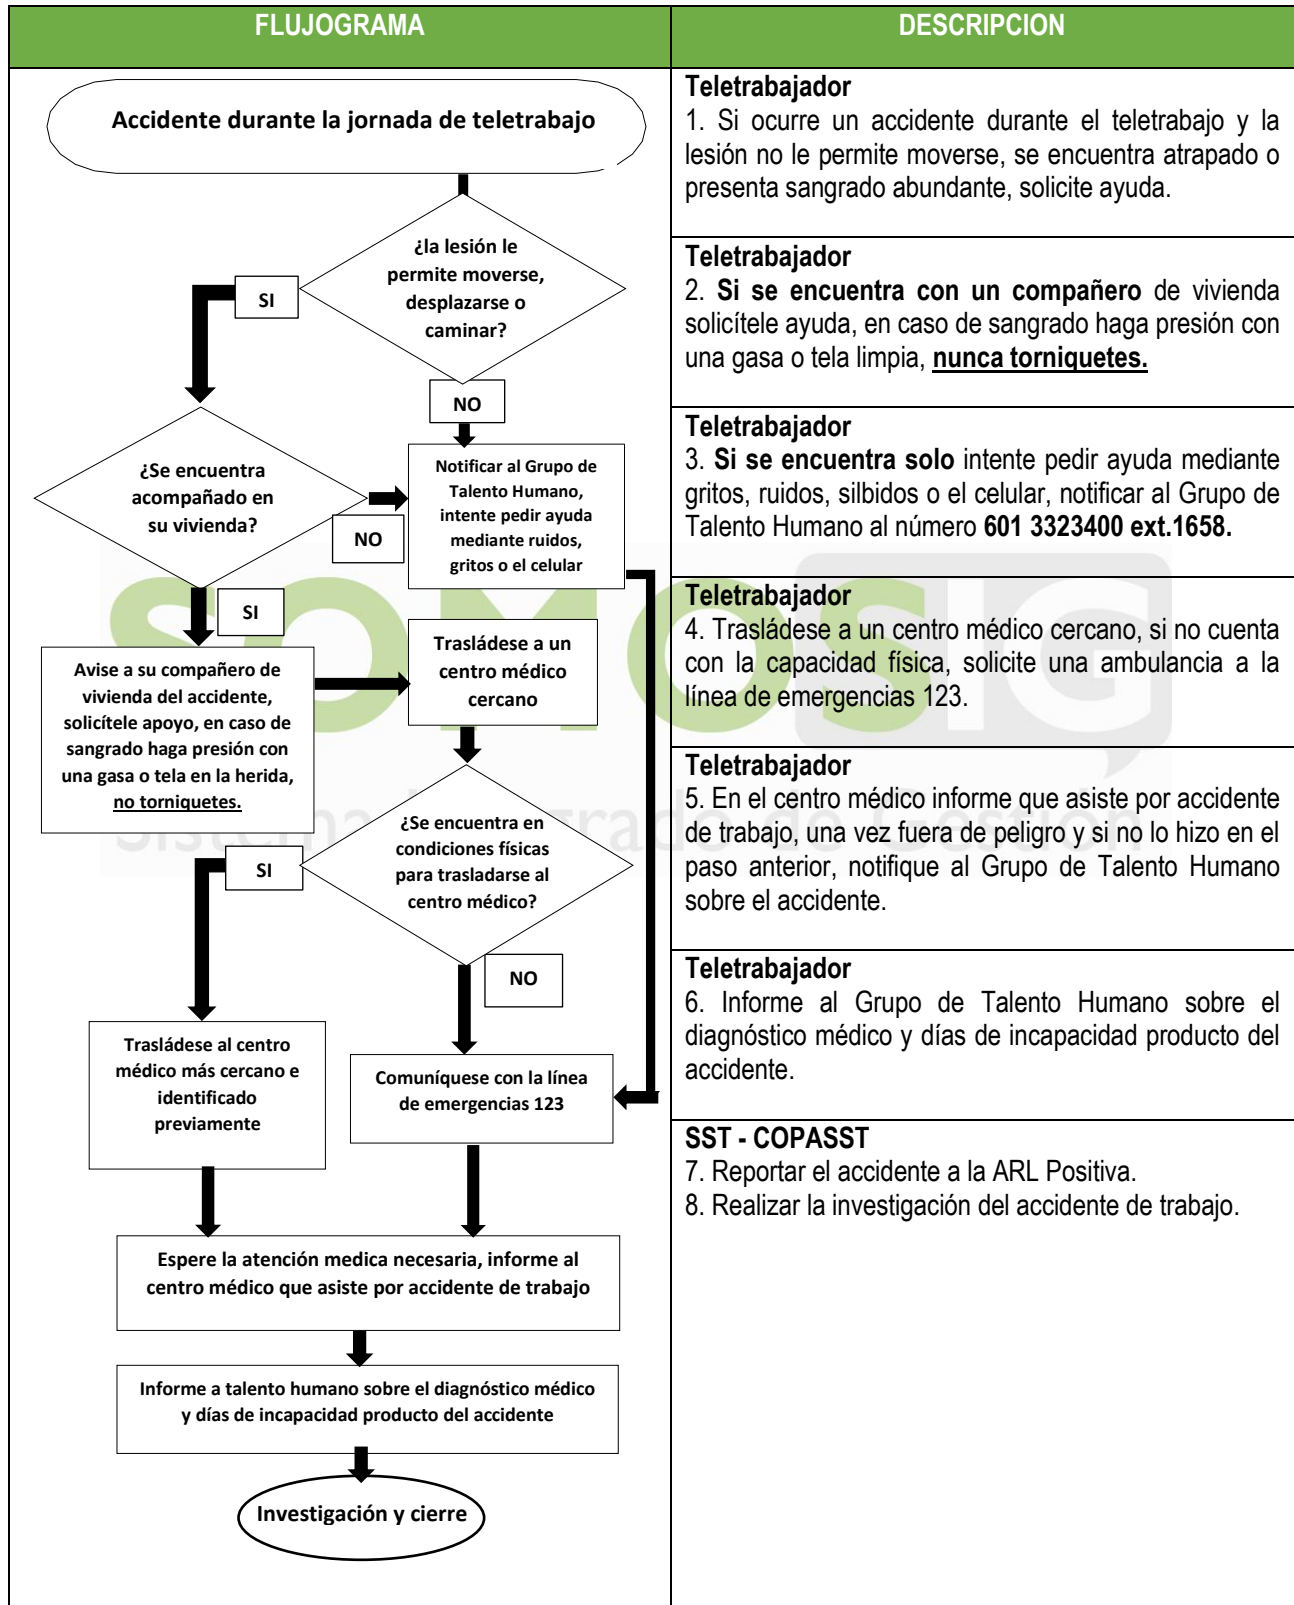 FLUJOGRAMA
DESCRIPCION
Accidente durante la jornada de teletrabajo
¿la lesión le
permite moverse,
desplazarse o
caminar?
SI
NO
¿Se encuentra
acompañado en
su vivienda?
NO
Notificar al Grupo de
Talento Humano,
intente pedir ayuda
mediante ruidos,
gritos o el celular
SI
Avise a su compañero de
vivienda del accidente,
solicítele apoyo, en caso de
sangrado haga presión con
una gasa o tela en la herida,
no torniquetes.
Trasládese a un
centro médico
cercano
¿Se encuentra en
condiciones físicas
para trasladarse al
centro médico?
SI
NO
Trasládese al centro
médico más cercano e
identificado
previamente
Comuníquese con la línea
de emergencias 123
Espere la atención medica necesaria, informe al
centro médico que asiste por accidente de trabajo
Informe a talento humano sobre el diagnóstico médico
y días de incapacidad producto del accidente
Investigación y cierre
Teletrabajador
1. Si ocurre un accidente durante el teletrabajo y la
lesión no le permite moverse, se encuentra atrapado o
presenta sangrado abundante, solicite ayuda.
Teletrabajador
2. Si se encuentra con un compañero de vivienda
solicítele ayuda, en caso de sangrado haga presión con
una gasa o tela limpia, nunca torniquetes.
Teletrabajador
3. Si se encuentra solo intente pedir ayuda mediante
gritos, ruidos, silbidos o el celular, notificar al Grupo de
Talento Humano al número 601 3323400 ext.1658.
Teletrabajador
4. Trasládese a un centro médico cercano, si no cuenta
con la capacidad física, solicite una ambulancia a la
línea de emergencias 123.
Teletrabajador
5. En el centro médico informe que asiste por accidente
de trabajo, una vez fuera de peligro y si no lo hizo en el
paso anterior, notifique al Grupo de Talento Humano
sobre el accidente.
Teletrabajador
6. Informe al Grupo de Talento Humano sobre el
diagnóstico médico y días de incapacidad producto del
accidente.
SST - COPASST
7. Reportar el accidente a la ARL Positiva.
8. Realizar la investigación del accidente de trabajo.
SOMOSIG